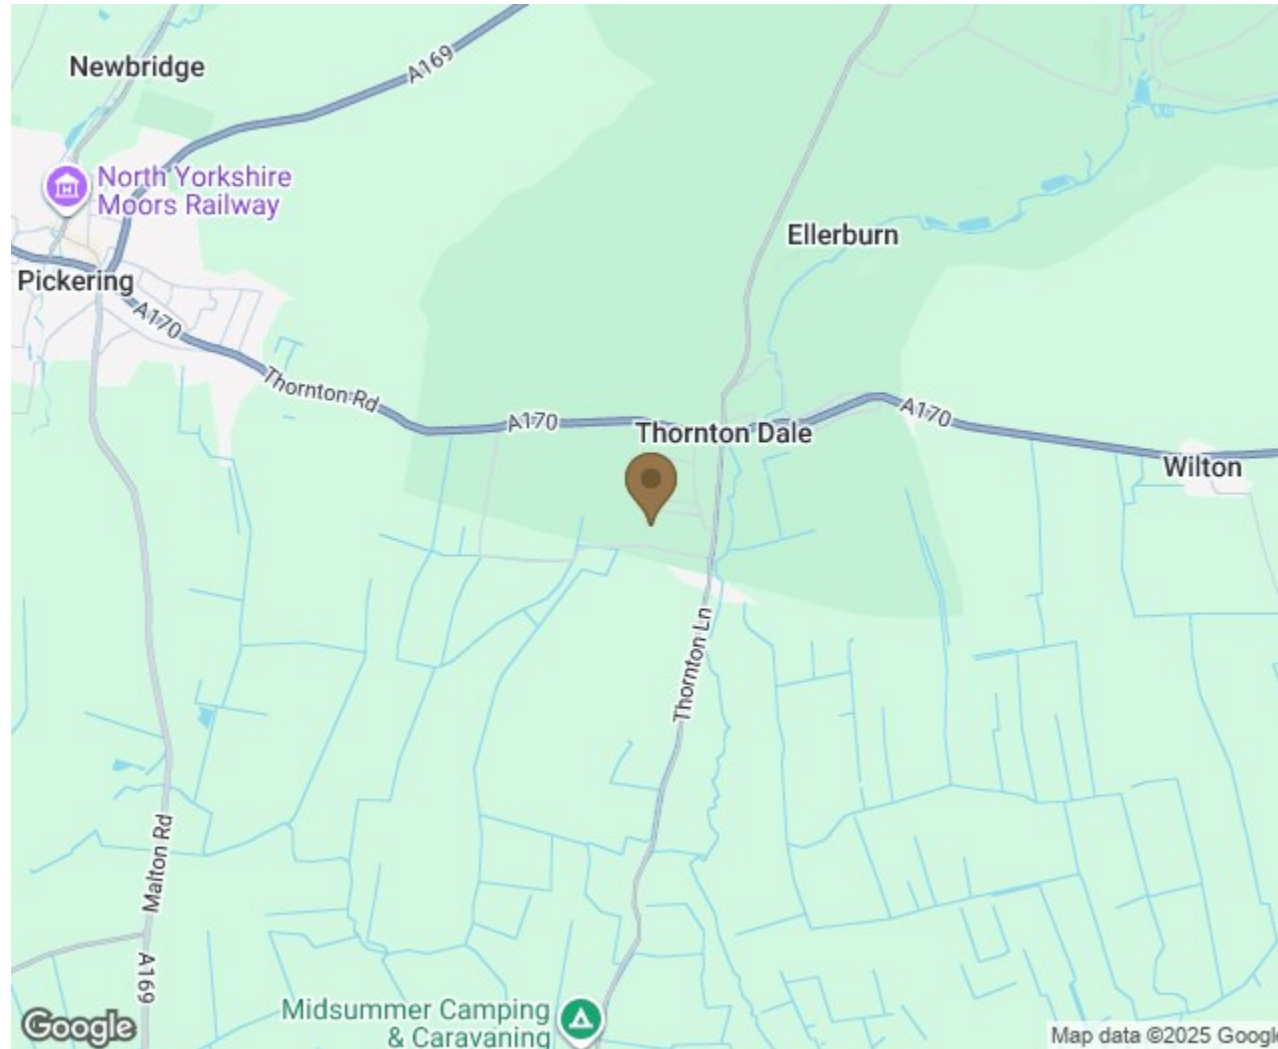 Newbridge
A169
North Yorkshire
Moors Railway
Ellerburn
Pickering
A170
Thornton Rd
A170
A170
Thornton Dale
Wilton
Thornton Ln
Malton Rd
A169
Midsummer Camping
& Caravaning
Google
Map data ©2025 Google